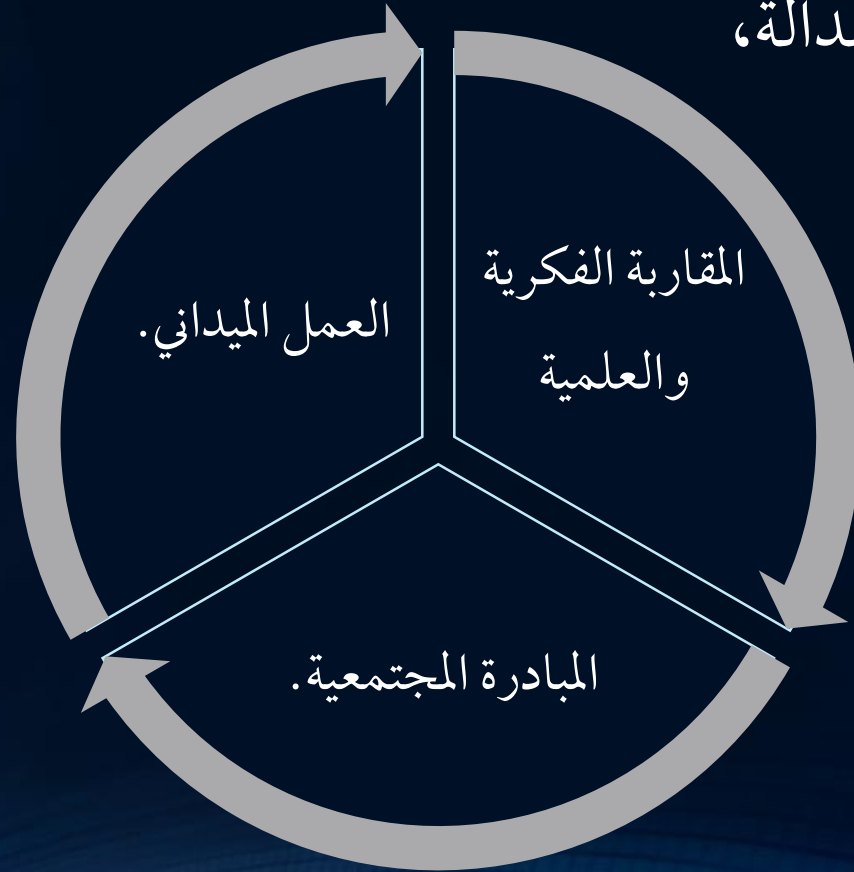 المقاربة الفكرية
والعلمية
المبادرة المجتمعية.
العمل الميداني.